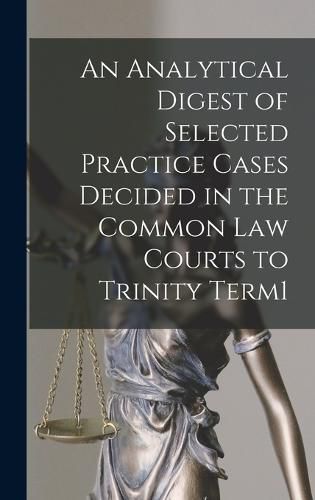 An Analytical
Digest of
Selected
Practice Cases
Decided in the
Common Law
Courts to
Trinity Term1